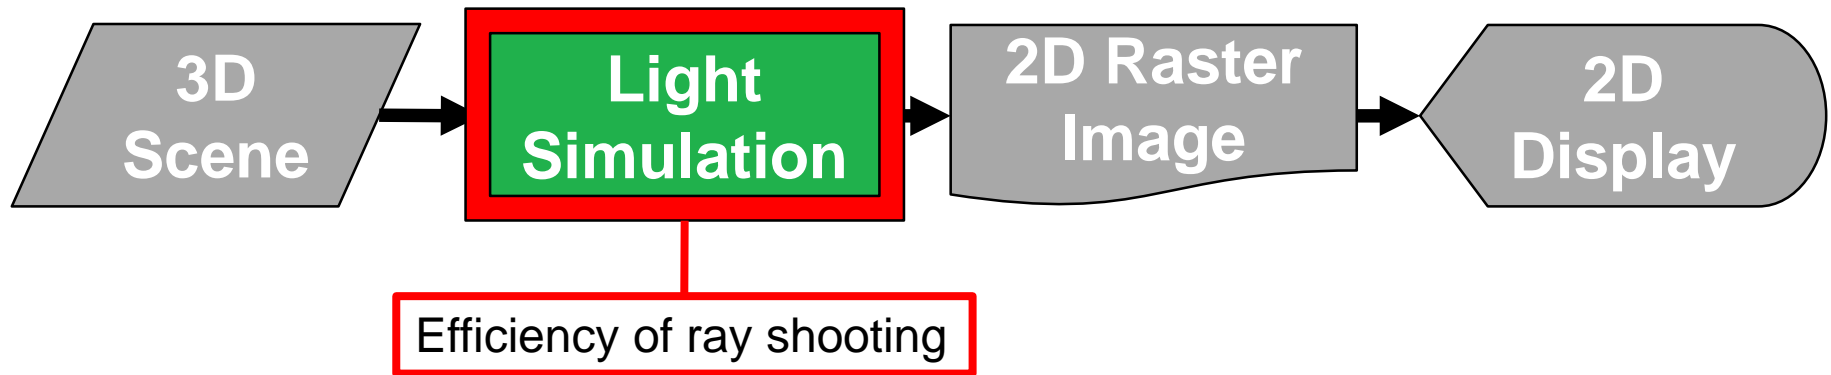 3D
Scene
Light
Simulation
2D Raster
Image
2D
Display
Efficiency of ray shooting